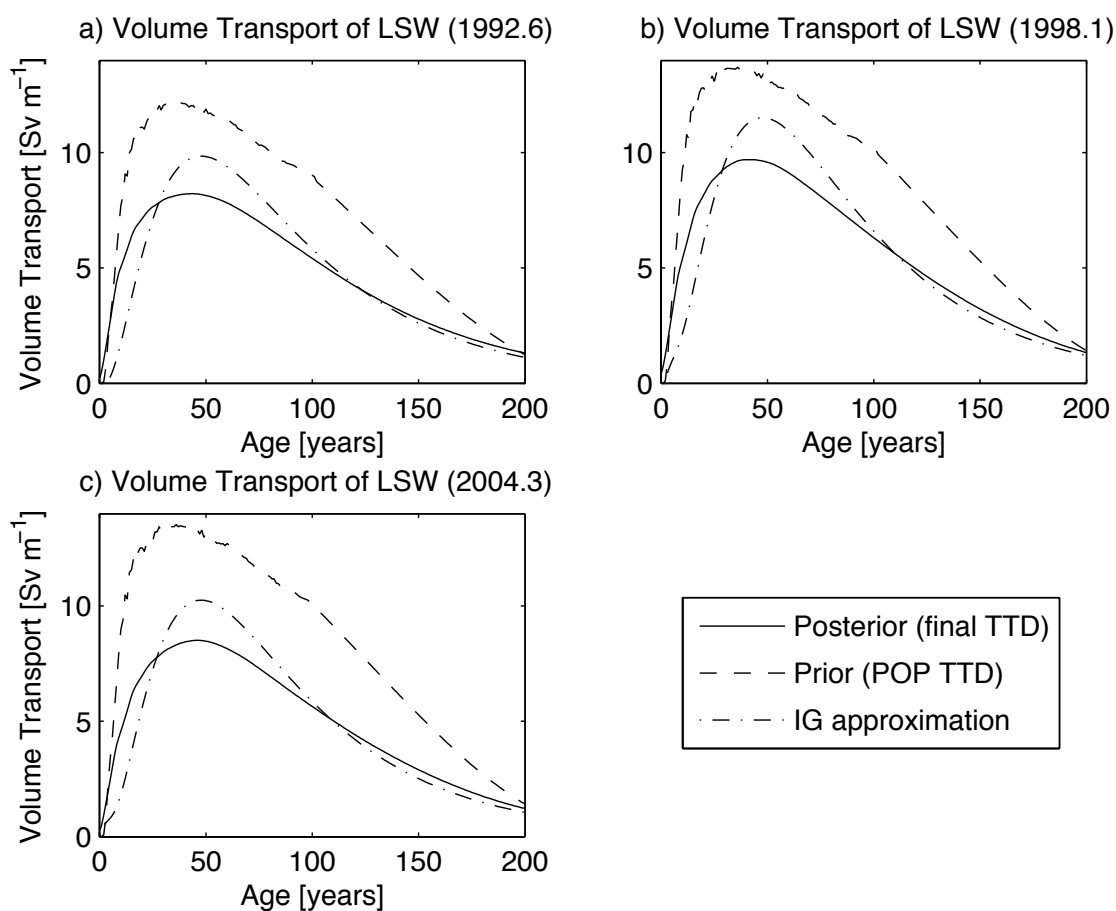 a) Volume Transport of LSW (1992.6)
Volume Transport [Sv m⁻¹]
10
5
0
0 50 100 150 200
Age [years]
b) Volume Transport of LSW (1998.1)
10
5
0
0 50 100 150 200
Age [years]
c) Volume Transport of LSW (2004.3)
Volume Transport [Sv m⁻¹]
10
5
0
0 50 100 150 200
Age [years]
Posterior (final TTD)
Prior (POP TTD)
IG approximation